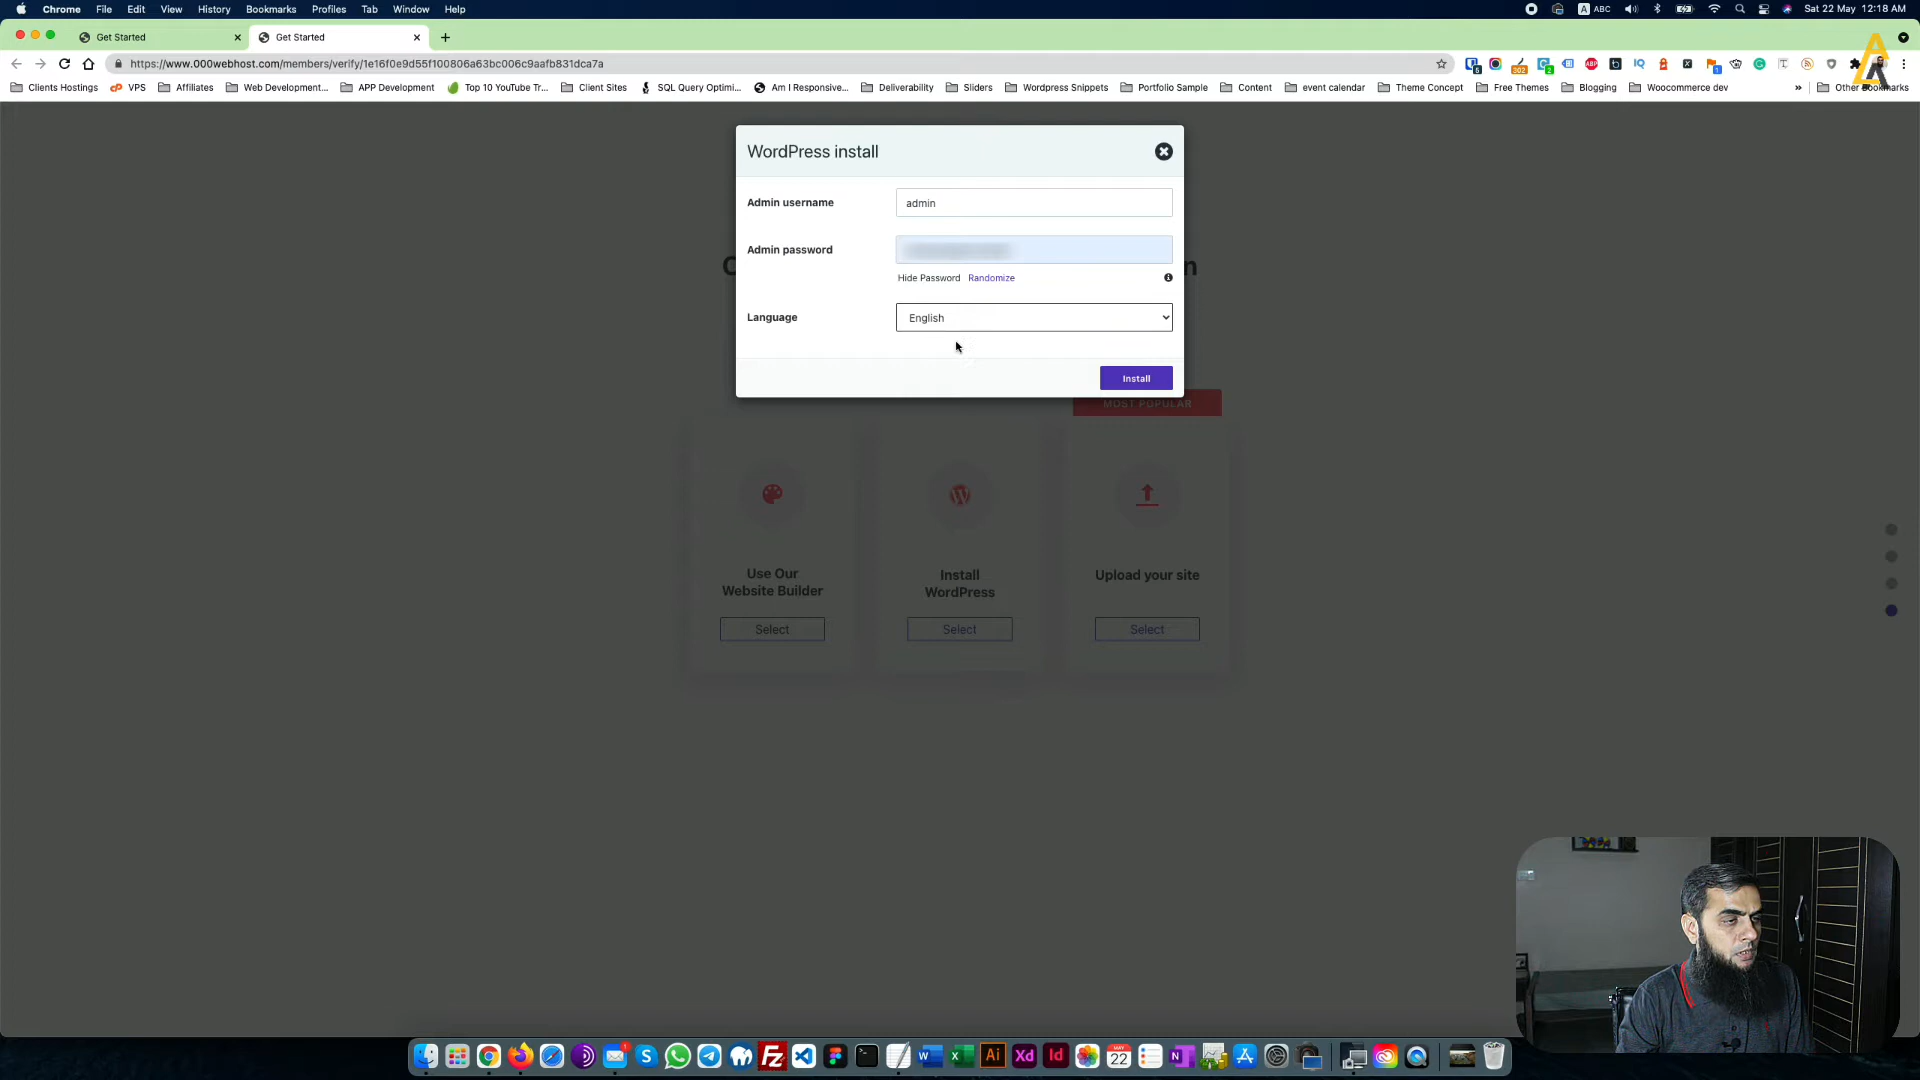 Chrome File Edit View History Bookmarks Profiles Tab Window Help
A ABC Sat 22 May 12:18 AM
Get Started
Get Started
https://www.000webhost.com/members/verify/1e16f0e9d55f100806a63bc006c9aafb831dca7a
Clients Hostings VPS Affiliates Web Development... APP Development Top 10 YouTube Tr... Client Sites SQL Query Optimi... Am I Responsive... Deliverability Sliders Wordpress Snippets Portfolio Sample Content event calendar Theme Concept Free Themes Blogging Woocommerce dev » Other Bookmarks
WordPress install
Admin username
admin
Admin password
Hide Password Randomize
Language
English
Install
MOST POPULAR
Use Our
Website Builder
Install
WordPress
Upload your site
Select
Select
Select